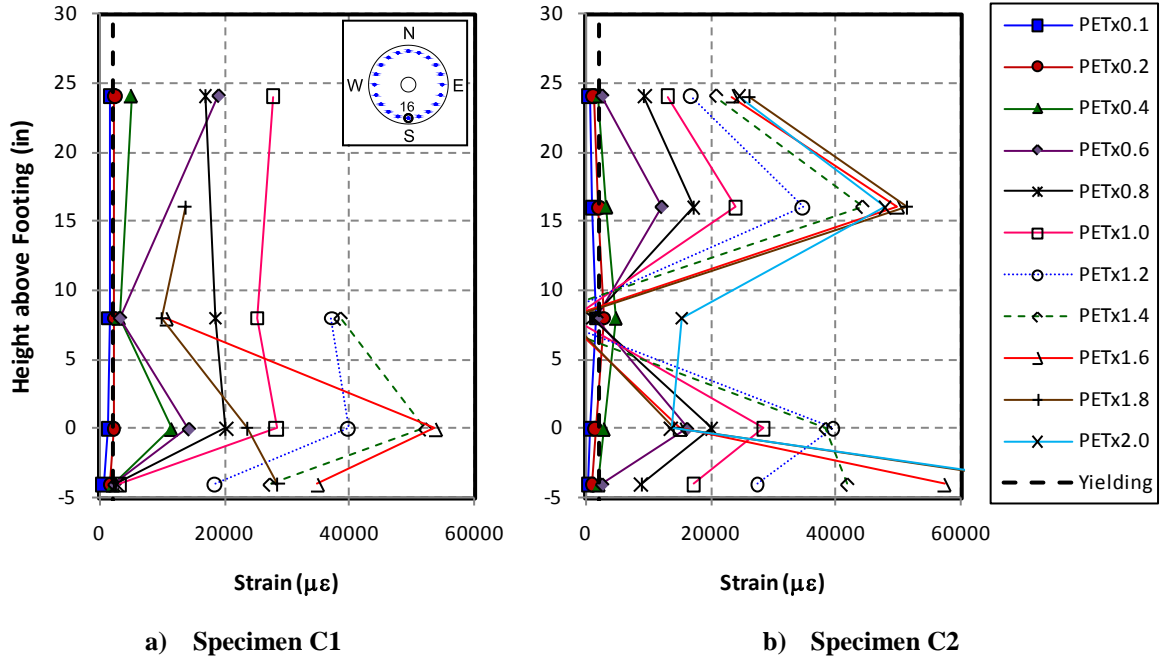 30
25
20
15
10
5
0
-5
Height above Footing (in)
0
20000
40000
60000
Strain (µε)
N
W
E
16
S
a) Specimen C1
30
25
20
15
10
5
0
-5
0
20000
40000
60000
Strain (µε)
b) Specimen C2
PETx0.1
PETx0.2
PETx0.4
PETx0.6
PETx0.8
PETx1.0
PETx1.2
PETx1.4
PETx1.6
PETx1.8
PETx2.0
Yielding